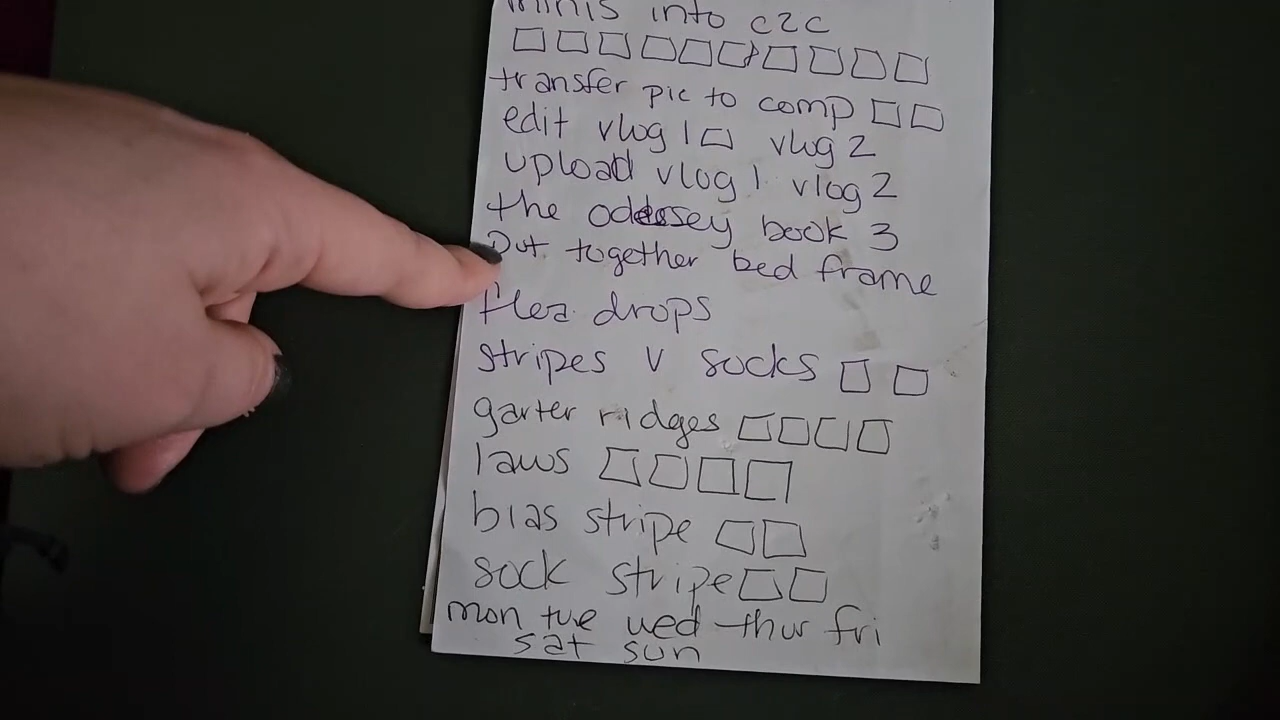 minis into c2c
transfer pic to comp
edit vlog 1 vlog 2
upload vlog 1 vlog 2
the odessey book 3
Put together bed frame
flea drops
stripes v socks
garter ridges
laws
bias stripe
sock stripe
mon tue wed thur fri
sat sun